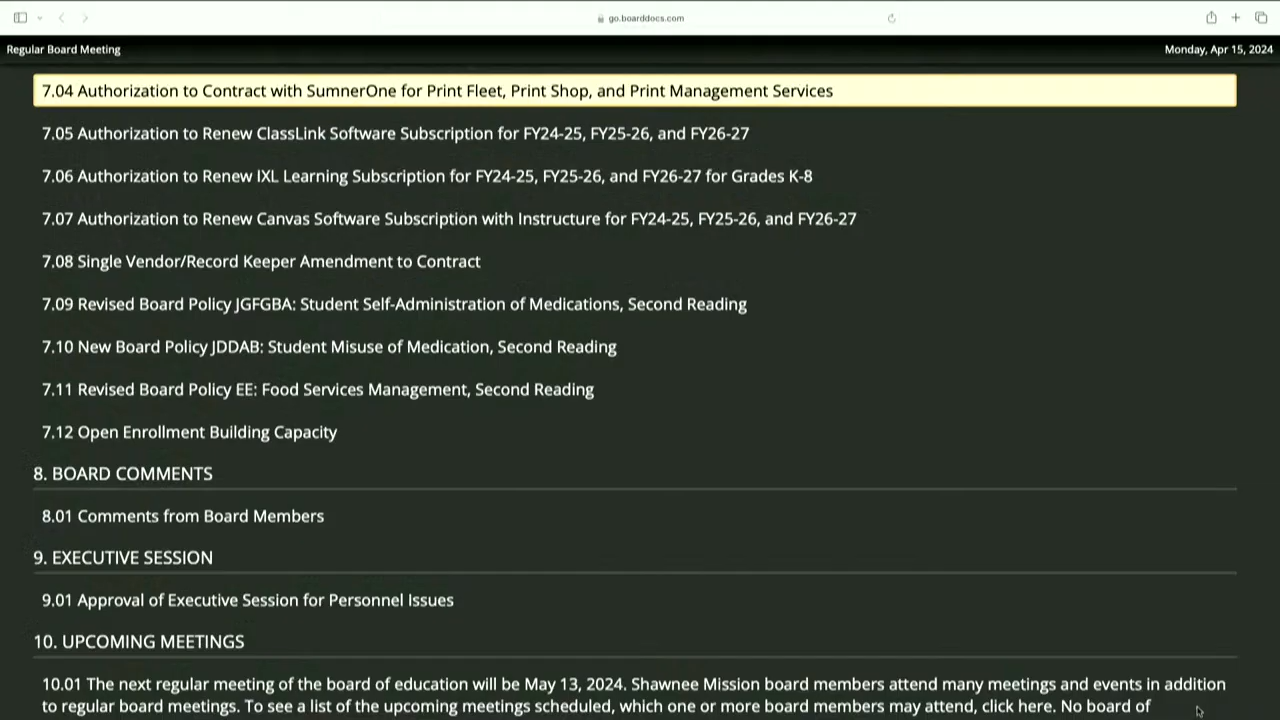 go.boarddocs.com
Regular Board Meeting
Monday, Apr 15, 2024
7.04 Authorization to Contract with SumnerOne for Print Fleet, Print Shop, and Print Management Services
7.05 Authorization to Renew ClassLink Software Subscription for FY24-25, FY25-26, and FY26-27
7.06 Authorization to Renew IXL Learning Subscription for FY24-25, FY25-26, and FY26-27 for Grades K-8
7.07 Authorization to Renew Canvas Software Subscription with Instructure for FY24-25, FY25-26, and FY26-27
7.08 Single Vendor/Record Keeper Amendment to Contract
7.09 Revised Board Policy JGFGBA: Student Self-Administration of Medications, Second Reading
7.10 New Board Policy JDDAB: Student Misuse of Medication, Second Reading
7.11 Revised Board Policy EE: Food Services Management, Second Reading
7.12 Open Enrollment Building Capacity
8. BOARD COMMENTS
8.01 Comments from Board Members
9. EXECUTIVE SESSION
9.01 Approval of Executive Session for Personnel Issues
10. UPCOMING MEETINGS
10.01 The next regular meeting of the board of education will be May 13, 2024. Shawnee Mission board members attend many meetings and events in addition
to regular board meetings. To see a list of the upcoming meetings scheduled, which one or more board members may attend, click here. No board of